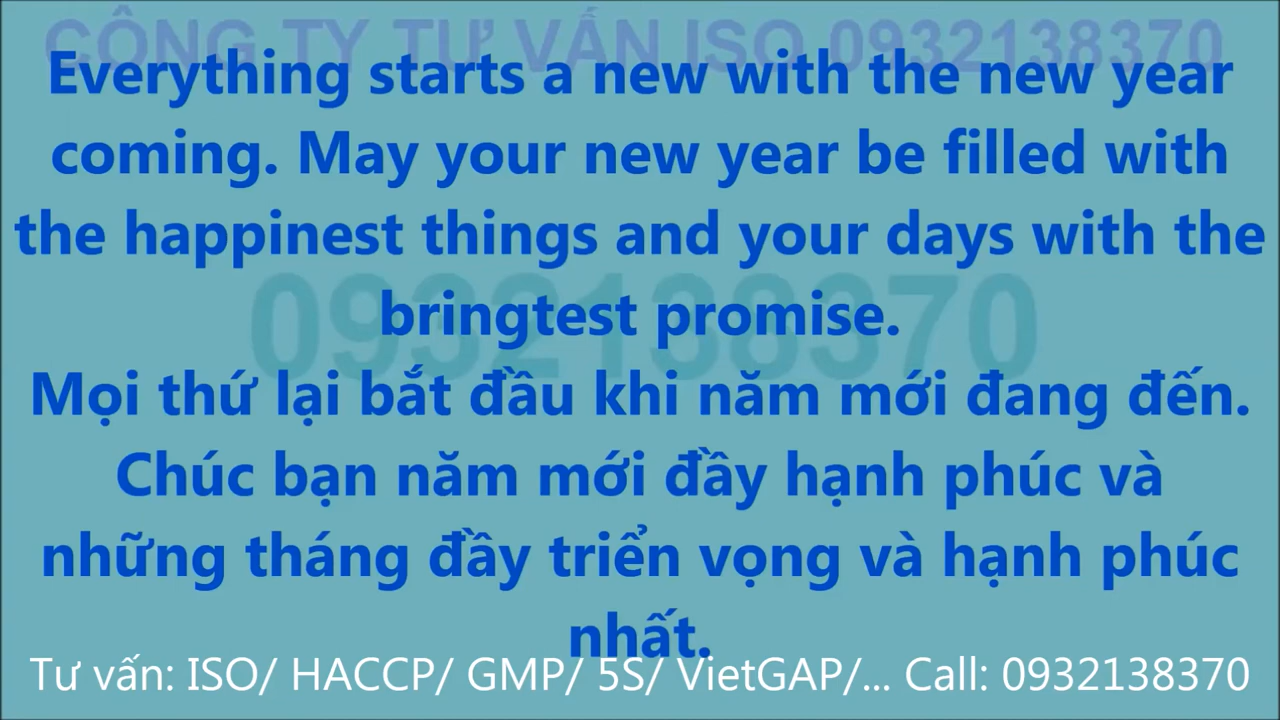 CÔNG TY TƯ VẤN ISO 0932138370
Everything starts a new with the new year
coming. May your new year be filled with
the happinest things and your days with the
bringtest promise.
0932138370
Mọi thứ lại bắt đầu khi năm mới đang đến.
Chúc bạn năm mới đầy hạnh phúc và
những tháng đầy triển vọng và hạnh phúc
nhất.
Tư vấn: ISO/ HACCP/ GMP/ 5S/ VietGAP/... Call: 0932138370